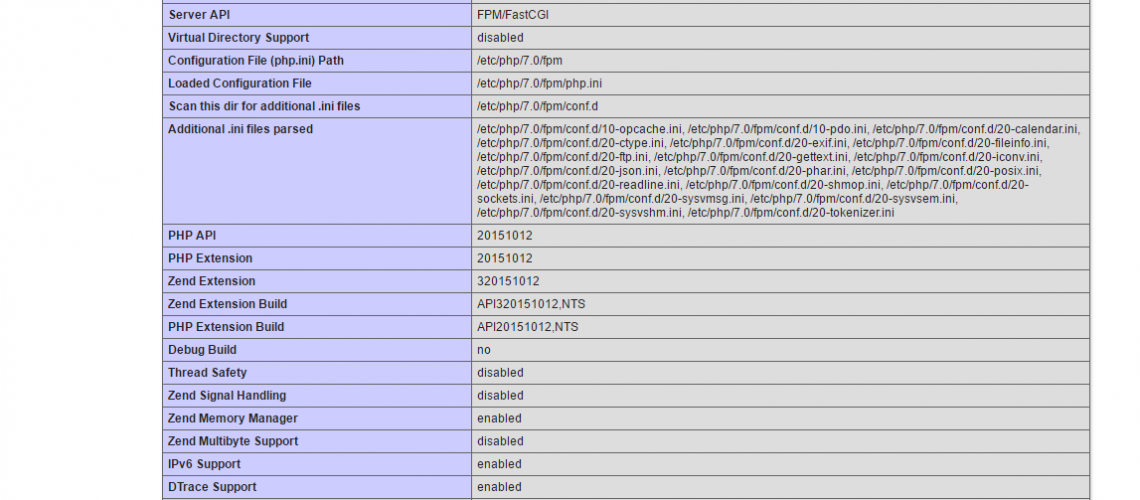 Server API FPM/FastCGI
Virtual Directory Support disabled
Configuration File (php.ini) Path /etc/php/7.0/fpm
Loaded Configuration File /etc/php/7.0/fpm/php.ini
Scan this dir for additional .ini files /etc/php/7.0/fpm/conf.d
Additional .ini files parsed /etc/php/7.0/fpm/conf.d/10-opcache.ini, /etc/php/7.0/fpm/conf.d/10-pdo.ini, /etc/php/7.0/fpm/conf.d/20-calendar.ini,
/etc/php/7.0/fpm/conf.d/20-ctype.ini, /etc/php/7.0/fpm/conf.d/20-exif.ini, /etc/php/7.0/fpm/conf.d/20-fileinfo.ini,
/etc/php/7.0/fpm/conf.d/20-ftp.ini, /etc/php/7.0/fpm/conf.d/20-gettext.ini, /etc/php/7.0/fpm/conf.d/20-iconv.ini,
/etc/php/7.0/fpm/conf.d/20-json.ini, /etc/php/7.0/fpm/conf.d/20-phar.ini, /etc/php/7.0/fpm/conf.d/20-posix.ini,
/etc/php/7.0/fpm/conf.d/20-readline.ini, /etc/php/7.0/fpm/conf.d/20-shmop.ini, /etc/php/7.0/fpm/conf.d/20-
sockets.ini, /etc/php/7.0/fpm/conf.d/20-sysvmsg.ini, /etc/php/7.0/fpm/conf.d/20-sysvsem.ini,
/etc/php/7.0/fpm/conf.d/20-sysvshm.ini, /etc/php/7.0/fpm/conf.d/20-tokenizer.ini
PHP API 20151012
PHP Extension 20151012
Zend Extension 320151012
Zend Extension Build API320151012,NTS
PHP Extension Build API20151012,NTS
Debug Build no
Thread Safety disabled
Zend Signal Handling disabled
Zend Memory Manager enabled
Zend Multibyte Support disabled
IPv6 Support enabled
DTrace Support enabled